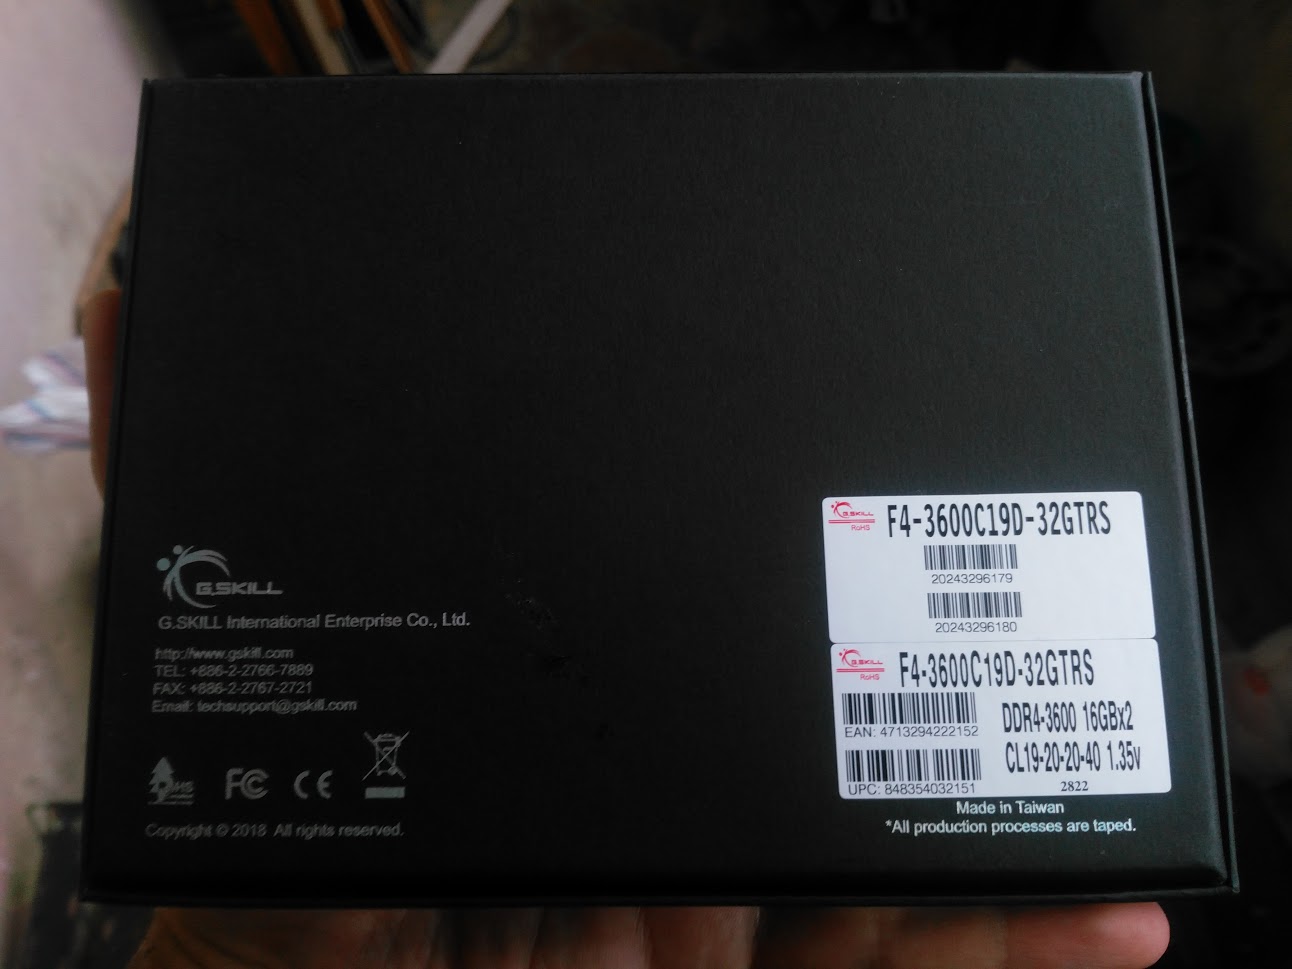 G.SKILL
G.SKILL International Enterprise Co., Ltd.
http://www.gskill.com
TEL: +886-2-2766-7889
FAX: +886-2-2767-2721
Email: techsupport@gskill.com
FC CE
Copyright © 2018 All rights reserved.
G.SKILL
RoHS
F4-3600C19D-32GTRS
20243296179
20243296180
G.SKILL
RoHS
F4-3600C19D-32GTRS
DDR4-3600 16GBx2
EAN: 4713294222152
CL19-20-20-40 1.35v
UPC: 848354032151
2822
Made in Taiwan
*All production processes are taped.